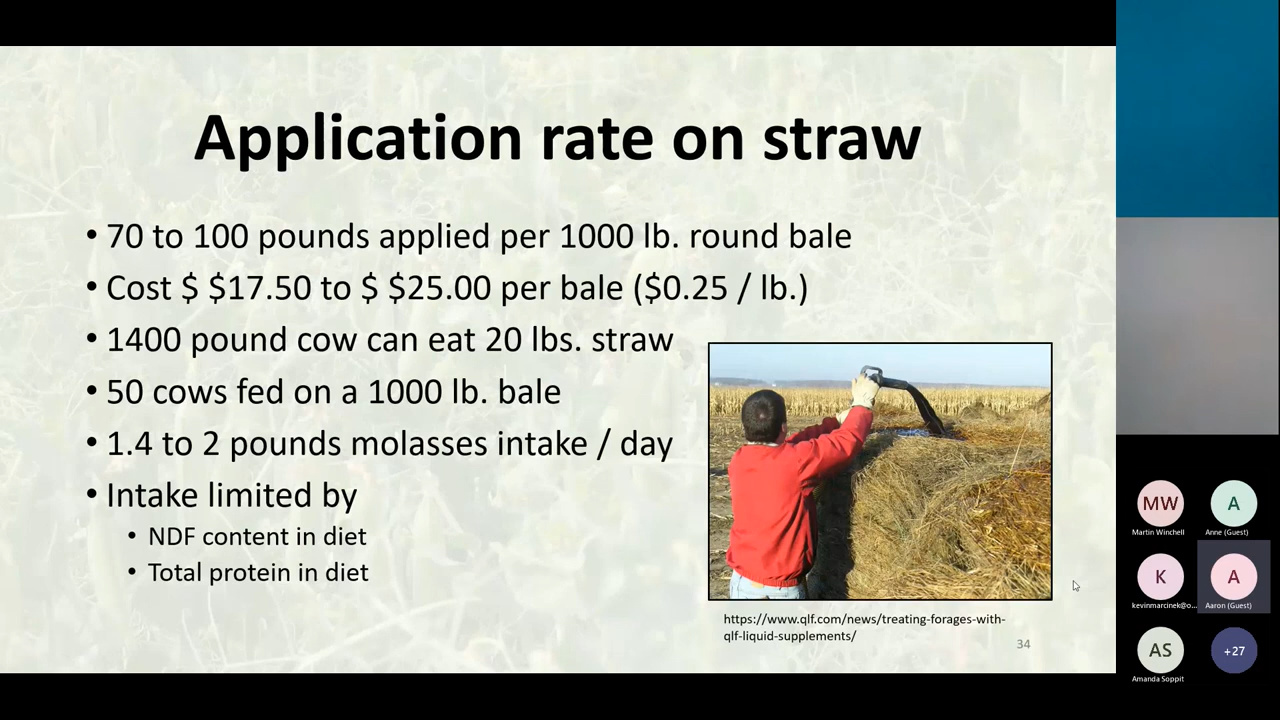 Application rate on straw
• 70 to 100 pounds applied per 1000 lb. round bale
• Cost $ $17.50 to $ $25.00 per bale ($0.25 / lb.)
• 1400 pound cow can eat 20 lbs. straw
• 50 cows fed on a 1000 lb. bale
• 1.4 to 2 pounds molasses intake / day
• Intake limited by
• NDF content in diet
• Total protein in diet
https://www.qlf.com/news/treating-forages-with-
qlf-liquid-supplements/
34
MW
Martin Winchell
A
Anne (Guest)
K
kevinmarcinek@o...
A
Aaron (Guest)
AS
Amanda Soppit
+27